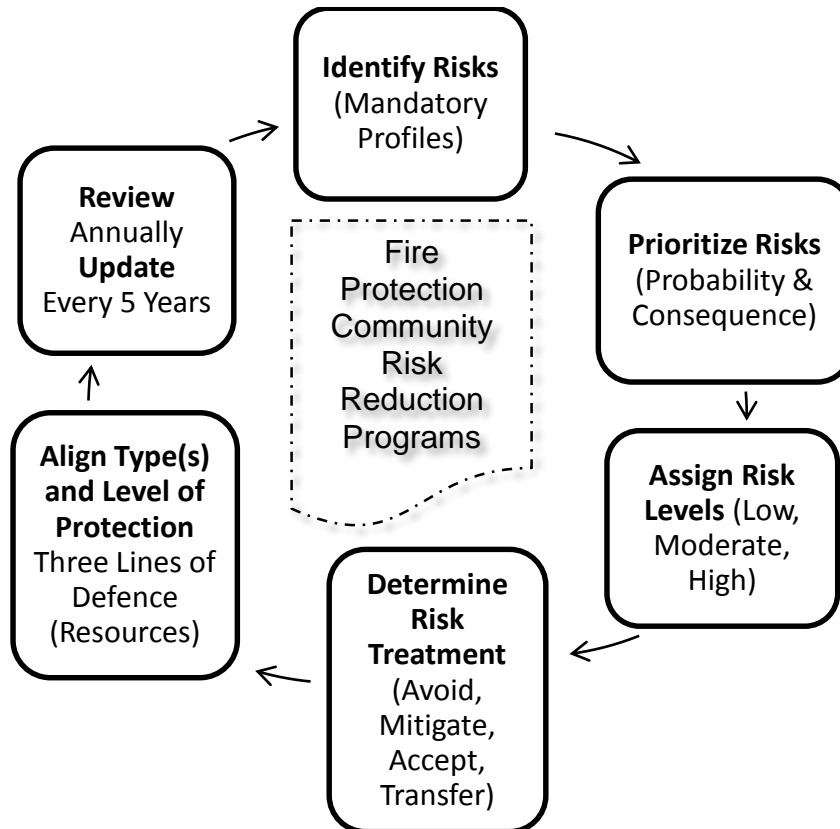 Identify Risks
(Mandatory
Profiles)
Prioritize Risks
(Probability &
Consequence)
Assign Risk
Levels (Low,
Moderate,
High)
Determine
Risk
Treatment
(Avoid,
Mitigate,
Accept,
Transfer)
Align Type(s)
and Level of
Protection
Three Lines of
Defence
(Resources)
Review
Annually
Update
Every 5 Years
Fire
Protection
Community
Risk
Reduction
Programs